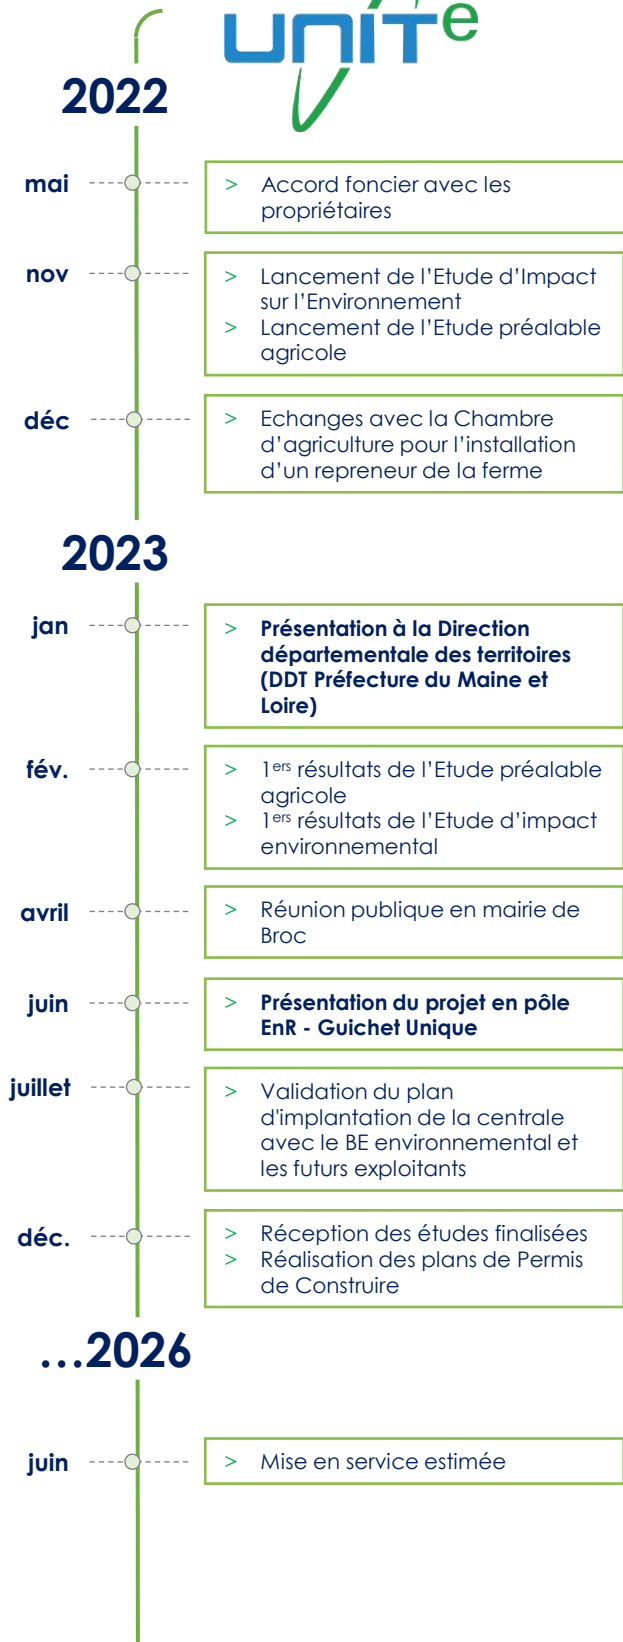 UNITe
2022
mai
> Accord foncier avec les
propriétaires
nov
> Lancement de l’Etude d’Impact
sur l’Environnement
> Lancement de l’Etude préalable
agricole
déc
> Echanges avec la Chambre
d’agriculture pour l’installation
d’un repreneur de la ferme
2023
jan
> Présentation à la Direction
départementale des territoires
(DDT Préfecture du Maine et
Loire)
fév.
> 1ers résultats de l’Etude préalable
agricole
> 1ers résultats de l’Etude d’impact
environnemental
avril
> Réunion publique en mairie de
Broc
juin
> Présentation du projet en pôle
EnR - Guichet Unique
juillet
> Validation du plan
d'implantation de la centrale
avec le BE environnemental et
les futurs exploitants
déc.
> Réception des études finalisées
> Réalisation des plans de Permis
de Construire
...2026
juin
> Mise en service estimée